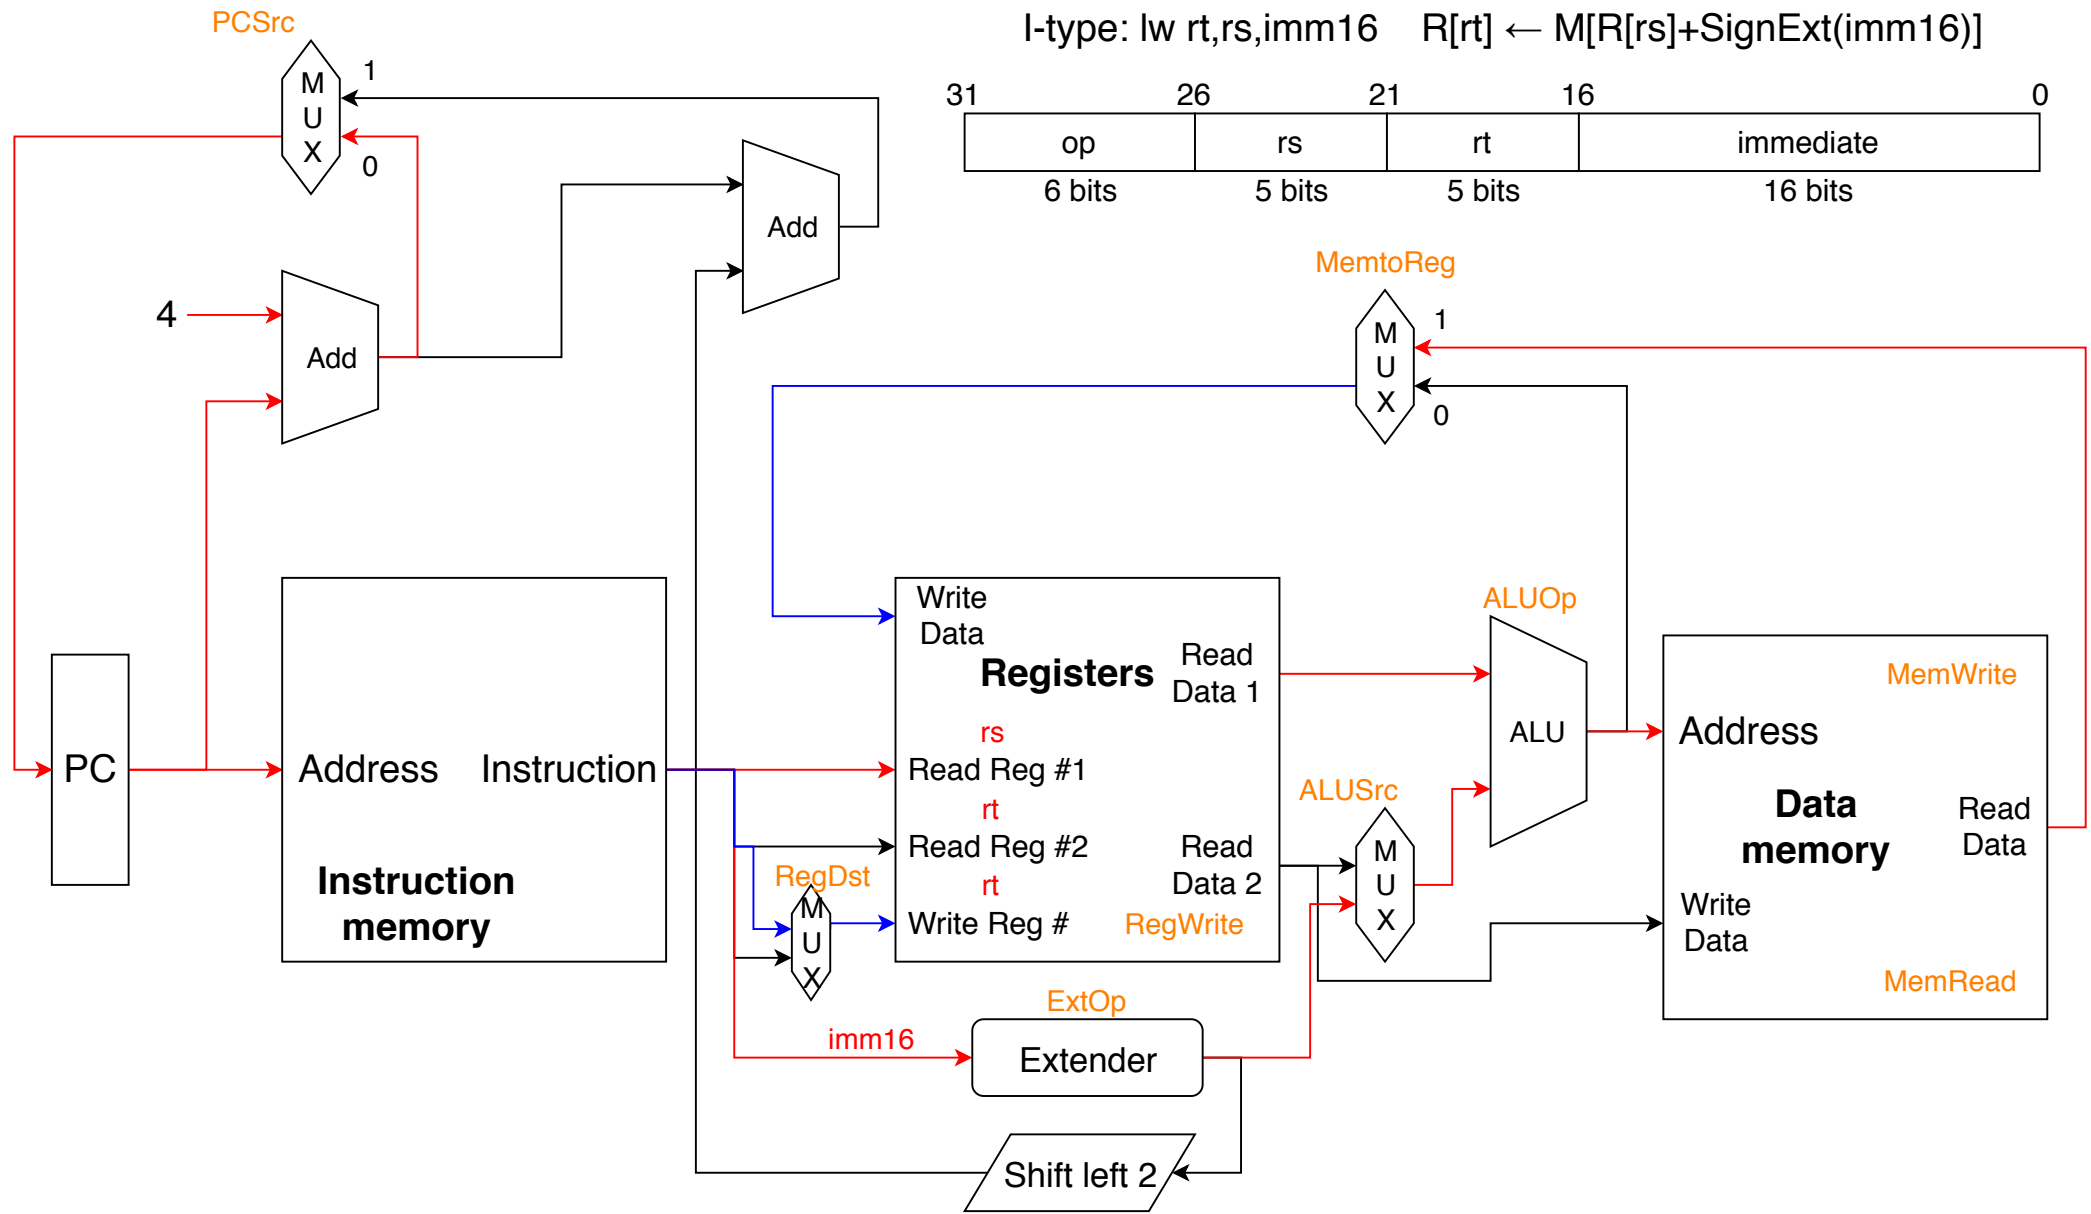 PCSrc
I-type: lw rt,rs,imm16 R[rt] ← M[R[rs]+SignExt(imm16)]
M
U
X
1
0
31 26 21 16 0
op rs rt immediate
6 bits 5 bits 5 bits 16 bits
Add
4
Add
MemtoReg
M
U
X
1
0
PC
Address Instruction
Instruction
memory
Write
Data
Registers
Read
Data 1
rs
Read Reg #1
rt
Read Reg #2
rt
Write Reg #
Read
Data 2
RegWrite
RegDst
M
U
X
ALUOp
ALU
ALUSrc
M
U
X
MemWrite
Address
Data
memory
Read
Data
Write
Data
MemRead
ExtOp
imm16
Extender
Shift left 2